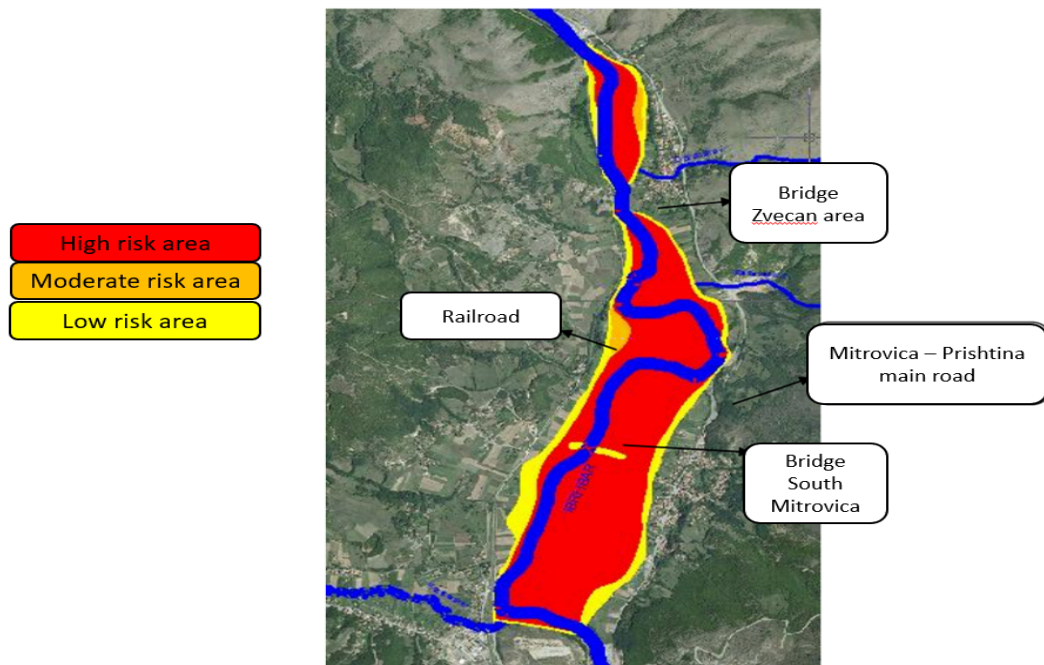 High risk area
Moderate risk area
Low risk area
Bridge
Zvecan area
Railroad
Mitrovica – Prishtina
main road
Bridge
South
Mitrovica